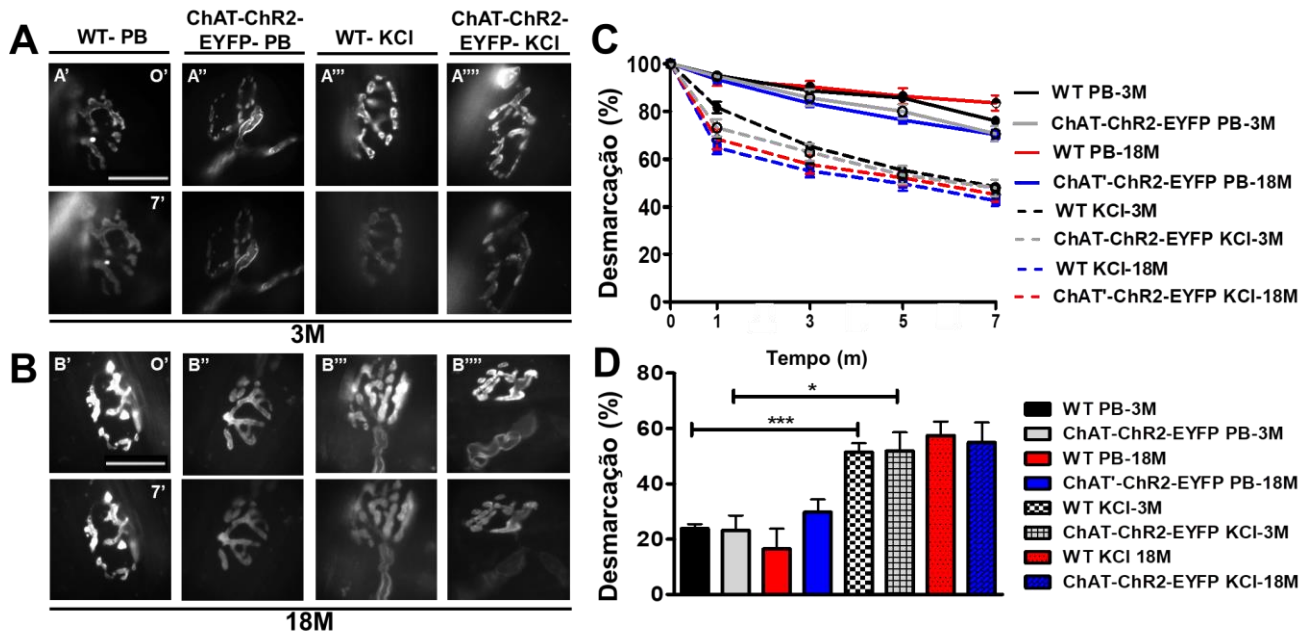 A
WT- PB
ChAT-ChR2-
EYFP- PB
WT- KCl
ChAT-ChR2-
EYFP- KCl
A’
O’
A’’
A’’’
A’’’’
7’
3M
B
B’
O’
B’’
B’’’
B’’’’
7’
18M
C
Desmarcação (%)
100
80
60
40
20
0
0
1
3
5
7
Tempo (m)
WT PB-3M
ChAT-ChR2-EYFP PB-3M
WT PB-18M
ChAT'-ChR2-EYFP PB-18M
WT KCl-3M
ChAT-ChR2-EYFP KCl-3M
WT KCl-18M
ChAT'-ChR2-EYFP KCl-18M
D
Desmarcação (%)
80
60
40
20
0
*
***
WT PB-3M
ChAT-ChR2-EYFP PB-3M
WT PB-18M
ChAT'-ChR2-EYFP PB-18M
WT KCl-3M
ChAT-ChR2-EYFP KCl-3M
WT KCl 18M
ChAT-ChR2-EYFP KCl-18M